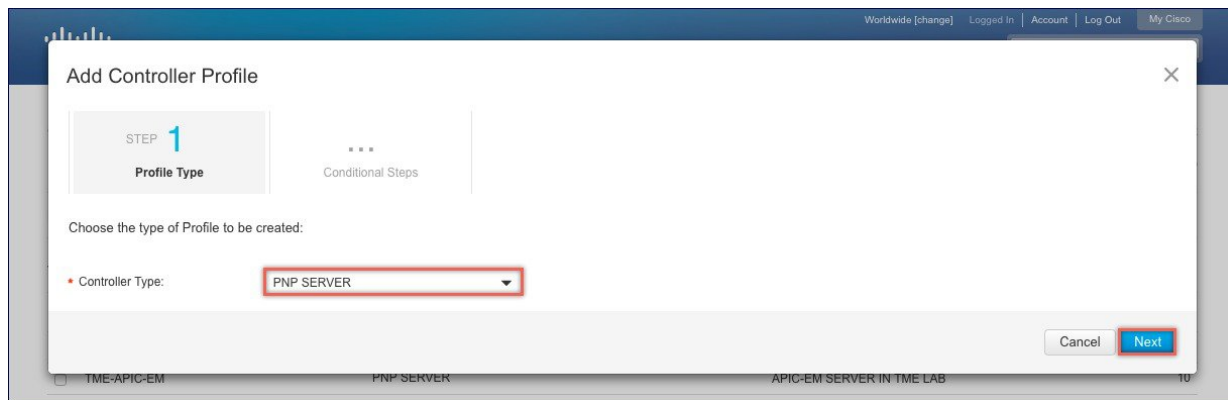 Worldwide [change] Logged In | Account | Log Out My Cisco
Add Controller Profile
STEP 1
Profile Type
...
Conditional Steps
Choose the type of Profile to be created:
* Controller Type: PNP SERVER
Cancel Next
TME-APIC-EM PNP SERVER APIC-EM SERVER IN TME LAB 10